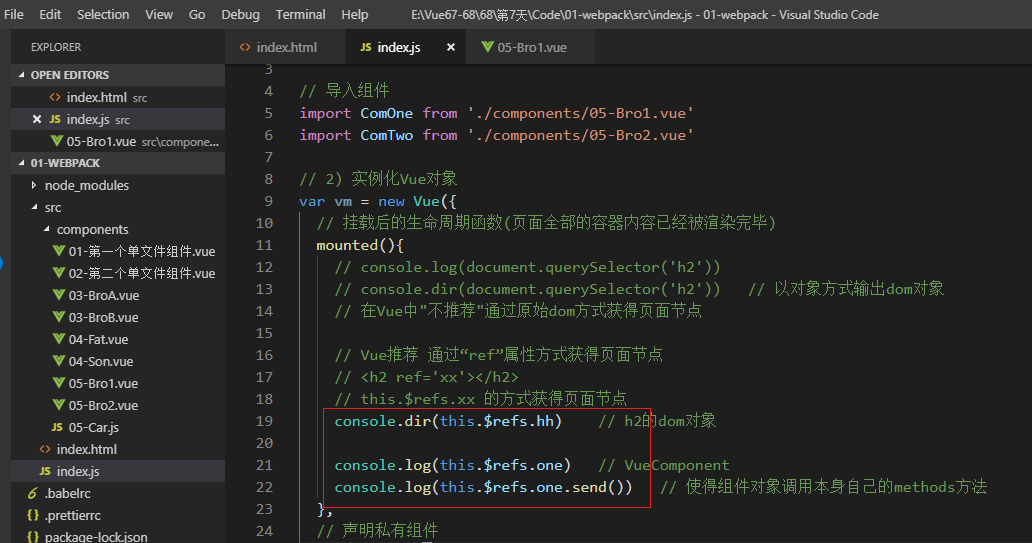 File Edit Selection View Go Debug Terminal Help E:\Vue67-68\68\第7天\Code\01-webpack\src\index.js - 01-webpack - Visual Studio Code
EXPLORER
OPEN EDITORS
index.html src
index.js src
05-Bro1.vue src\compone...
01-WEBPACK
node_modules
src
components
01-第一个单文件组件.vue
02-第二个单文件组件.vue
03-BroA.vue
03-BroB.vue
04-Fat.vue
04-Son.vue
05-Bro1.vue
05-Bro2.vue
JS 05-Car.js
index.html
JS index.js
.babelrc
.prettierrc
package-lock.json
index.html JS index.js 05-Bro1.vue
3
4 // 导入组件
5 import ComOne from './components/05-Bro1.vue'
6 import ComTwo from './components/05-Bro2.vue'
7
8 // 2) 实例化Vue对象
9 var vm = new Vue({
10 // 挂载后的生命周期函数(页面全部的容器内容已经被渲染完毕)
11 mounted(){
12 // console.log(document.querySelector('h2'))
13 // console.dir(document.querySelector('h2')) // 以对象方式输出dom对象
14 // 在Vue中"不推荐"通过原始dom方式获得页面节点
15
16 // Vue推荐 通过“ref”属性方式获得页面节点
17 // <h2 ref='xx'></h2>
18 // this.$refs.xx 的方式获得页面节点
19 console.dir(this.$refs.hh) // h2的dom对象
20
21 console.log(this.$refs.one) // VueComponent
22 console.log(this.$refs.one.send()) // 使得组件对象调用本身自己的methods方法
23 },
24 // 声明私有组件